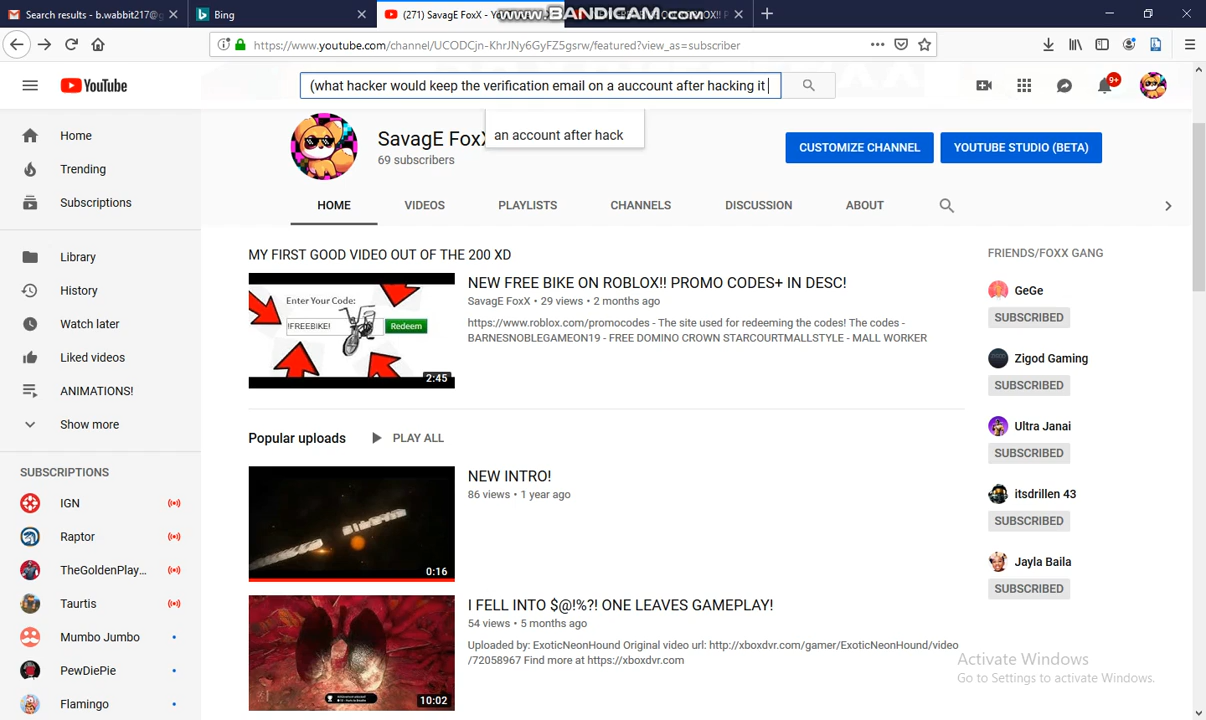 Search results - b.wabbit217@g
Bing
(271) SavagE FoxX - Yo
www.BANDICAM.com
https://www.youtube.com/channel/UCODCjn-KhrJNy6GyFZ5gsrw/featured?view_as=subscriber
YouTube
(what hacker would keep the verification email on a auccount after hacking it
an account after hack
9+
Home
Trending
Subscriptions
Library
History
Watch later
Liked videos
ANIMATIONS!
Show more
SUBSCRIPTIONS
IGN
Raptor
TheGoldenPlay...
Taurtis
Mumbo Jumbo
PewDiePie
Flamingo
SavagE FoxX
69 subscribers
CUSTOMIZE CHANNEL
YOUTUBE STUDIO (BETA)
HOME
VIDEOS
PLAYLISTS
CHANNELS
DISCUSSION
ABOUT
MY FIRST GOOD VIDEO OUT OF THE 200 XD
Enter Your Code:
!FREEBIKE!
Redeem
2:45
NEW FREE BIKE ON ROBLOX!! PROMO CODES+ IN DESC!
SavagE FoxX • 29 views • 2 months ago
https://www.roblox.com/promocodes - The site used for redeeming the codes! The codes -
BARNESNOBLEGAMEON19 - FREE DOMINO CROWN STARCOURTMALLSTYLE - MALL WORKER
Popular uploads
PLAY ALL
0:16
NEW INTRO!
86 views • 1 year ago
10:02
I FELL INTO $@!%?! ONE LEAVES GAMEPLAY!
54 views • 5 months ago
Uploaded by: ExoticNeonHound Original video url: http://xboxdvr.com/gamer/ExoticNeonHound/video
/72058967 Find more at https://xboxdvr.com
FRIENDS/FOXX GANG
GeGe
SUBSCRIBED
Zigod Gaming
SUBSCRIBED
Ultra Janai
SUBSCRIBED
itsdrillen 43
SUBSCRIBED
Jayla Baila
SUBSCRIBED
Activate Windows
Go to Settings to activate Windows.